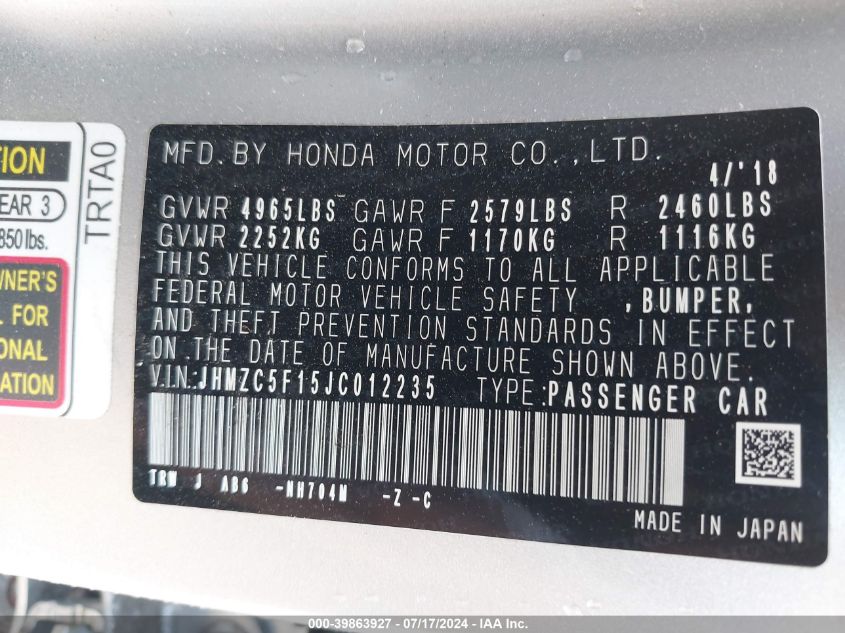 TION
EAR 3
850 lbs.
WNER'S
L FOR
ONAL
ATION
TRTA0
MFD. BY HONDA MOTOR CO., LTD.
4/'18
GVWR 4965LBS GAWR F 2579LBS R 2460LBS
GVWR 2252KG GAWR F 1170KG R 1116KG
THIS VEHICLE CONFORMS TO ALL APPLICABLE
FEDERAL MOTOR VEHICLE SAFETY , BUMPER,
AND THEFT PREVENTION STANDARDS IN EFFECT
ON THE DATE OF MANUFACTURE SHOWN ABOVE.
V.I.N: JHMZC5F15JC012235 TYPE: PASSENGER CAR
TRW J A86 -NH704M -Z -C
MADE IN JAPAN
000-39863927 - 07/17/2024 - IAA Inc.